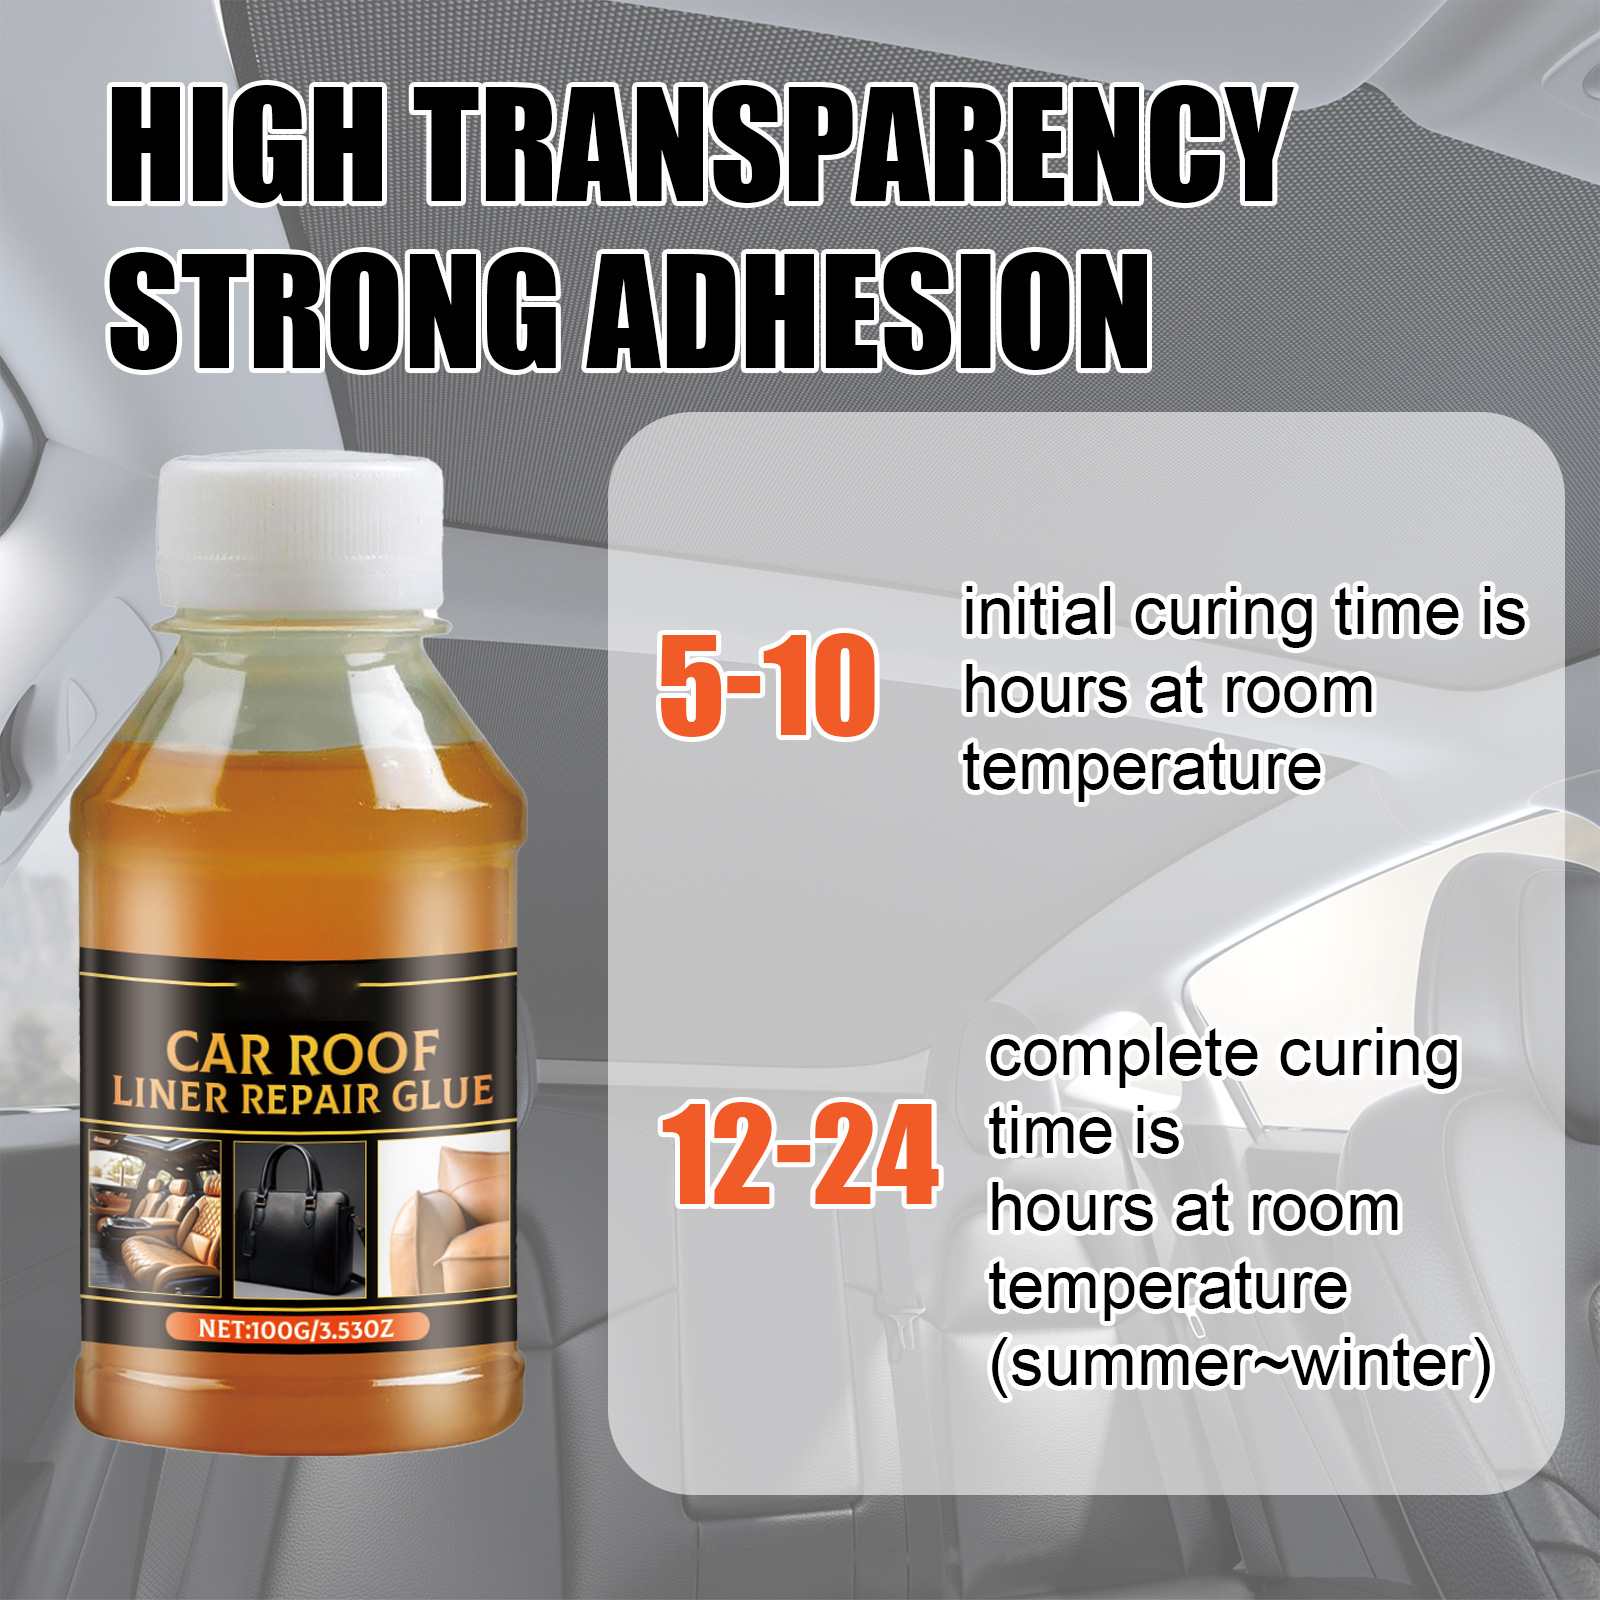 HIGH TRANSPARENCY
STRONG ADHESION
5-10
initial curing time is
hours at room
temperature
12-24
complete curing
time is
hours at room
temperature
(summer~winter)
CAR ROOF
LINER REPAIR GLUE
NET:100G/3.53OZ